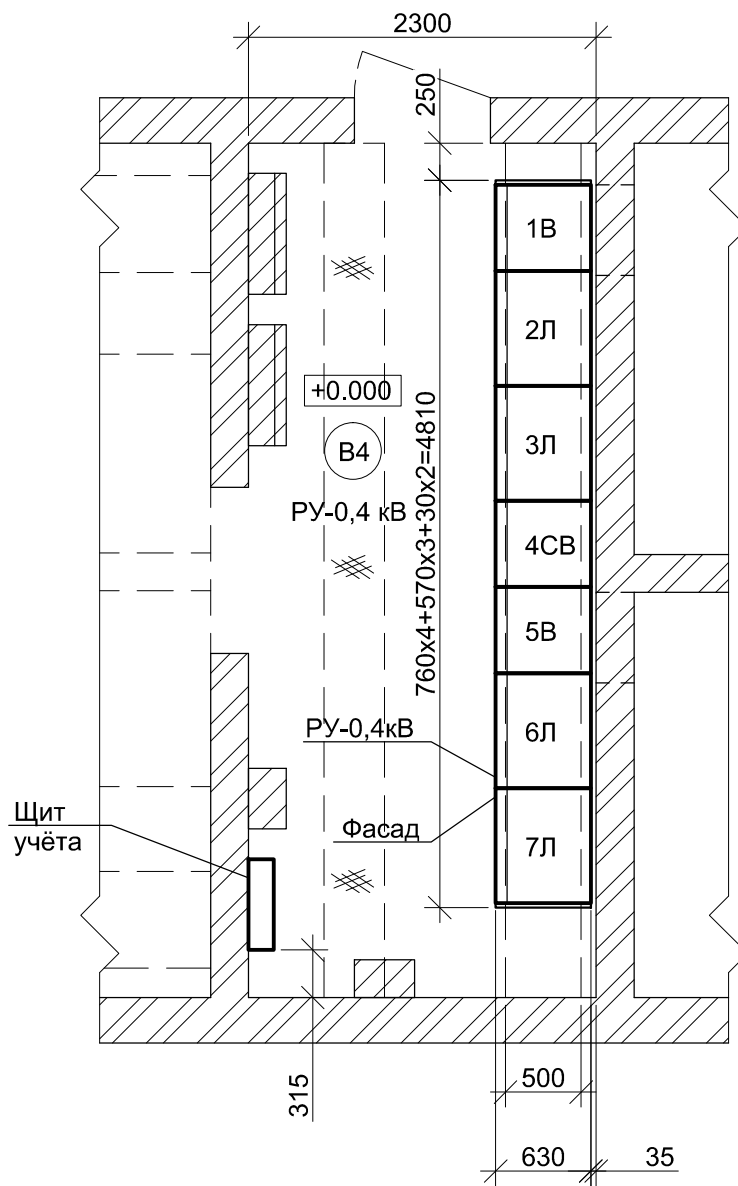 2300
250
1В
2Л
+0.000
3Л
В4
РУ-0,4 кВ
760х4+570х3+30х2=4810
4СВ
5В
РУ-0,4кВ
6Л
Щит
учёта
Фасад
7Л
315
500
630
35